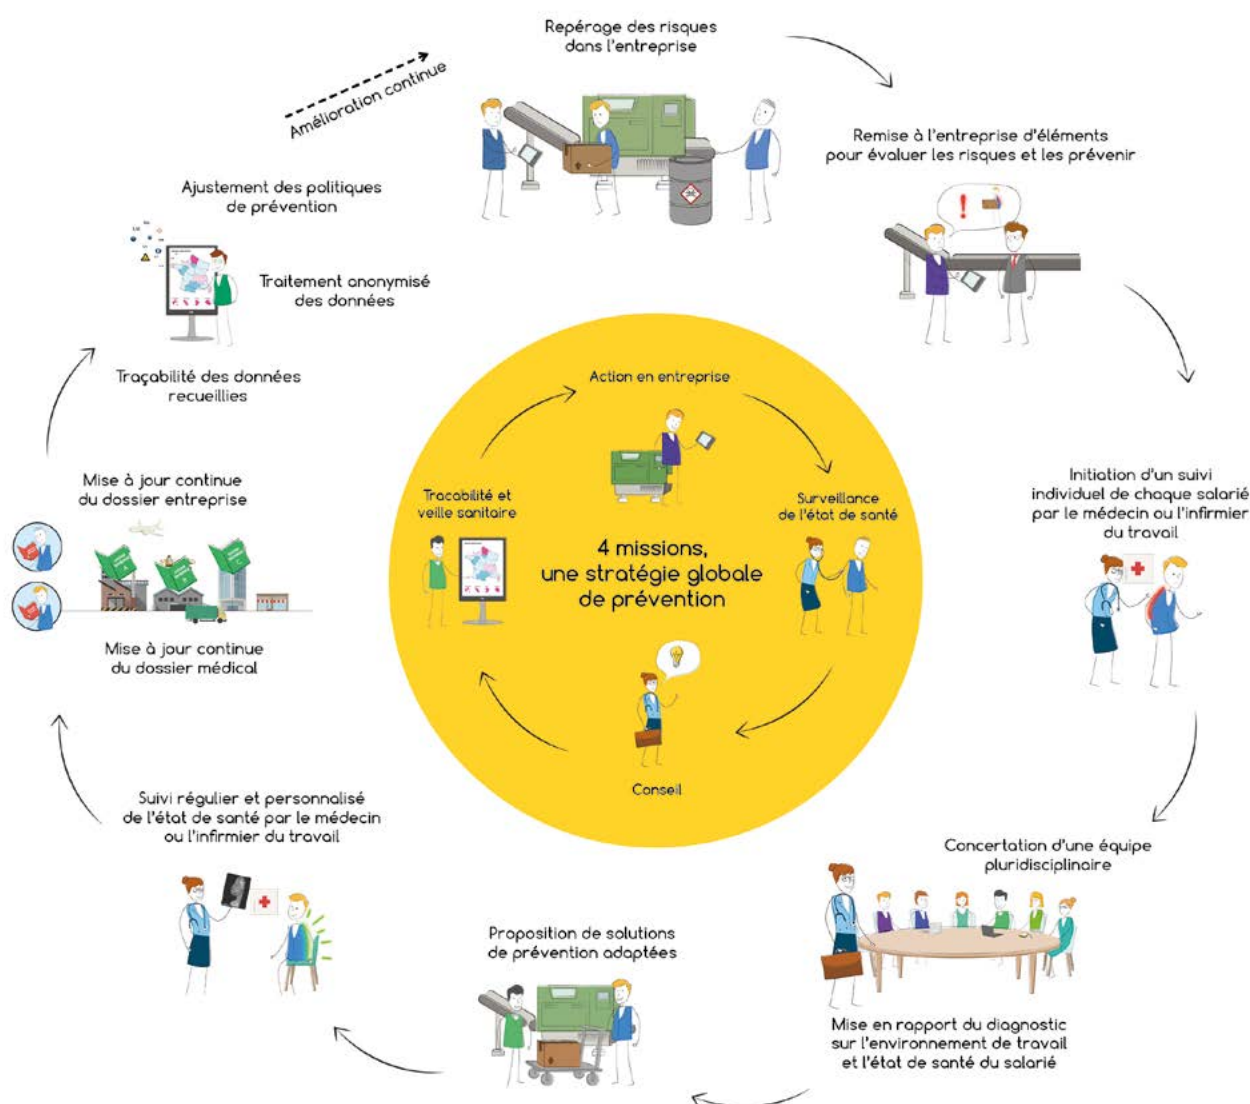 Repérage des risques
dans l'entreprise
Amélioration continue
Remise à l'entreprise d'éléments
pour évaluer les risques et les prévenir
Initiation d'un suivi
individuel de chaque salarié
par le médecin ou l'infirmier
du travail
Concertation d'une équipe
pluridisciplinaire
Mise en rapport du diagnostic
sur l'environnement de travail
et l'état de santé du salarié
Proposition de solutions
de prévention adaptées
Suivi régulier et personnalisé
de l'état de santé par le médecin
ou l'infirmier du travail
Mise à jour continue
du dossier entreprise
Mise à jour continue
du dossier médical
Ajustement des politiques
de prévention
Traitement anonymisé
des données
Traçabilité des données
recueillies
Action en entreprise
Surveillance
de l'état de santé
Conseil
Tracabilité et
veille sanitaire
4 missions,
une stratégie globale
de prévention